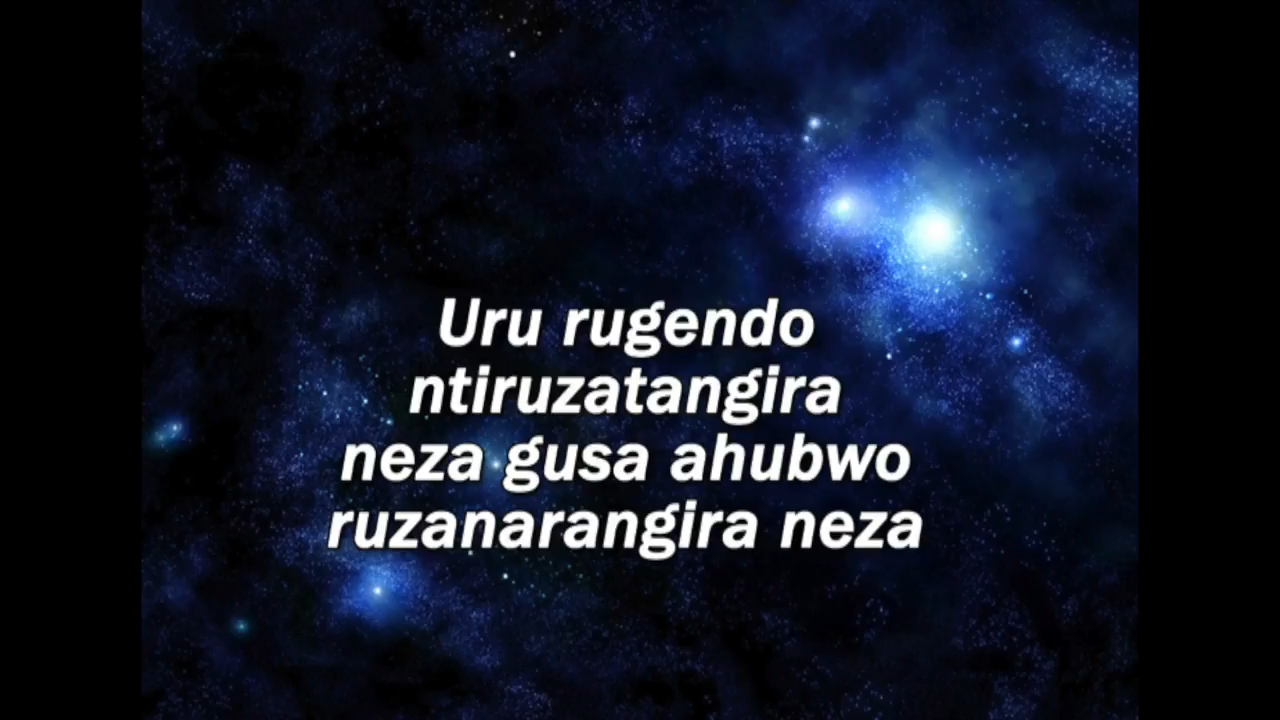 Uru rugendo
ntiruzatangira
neza gusa ahubwo
ruzanarangira neza